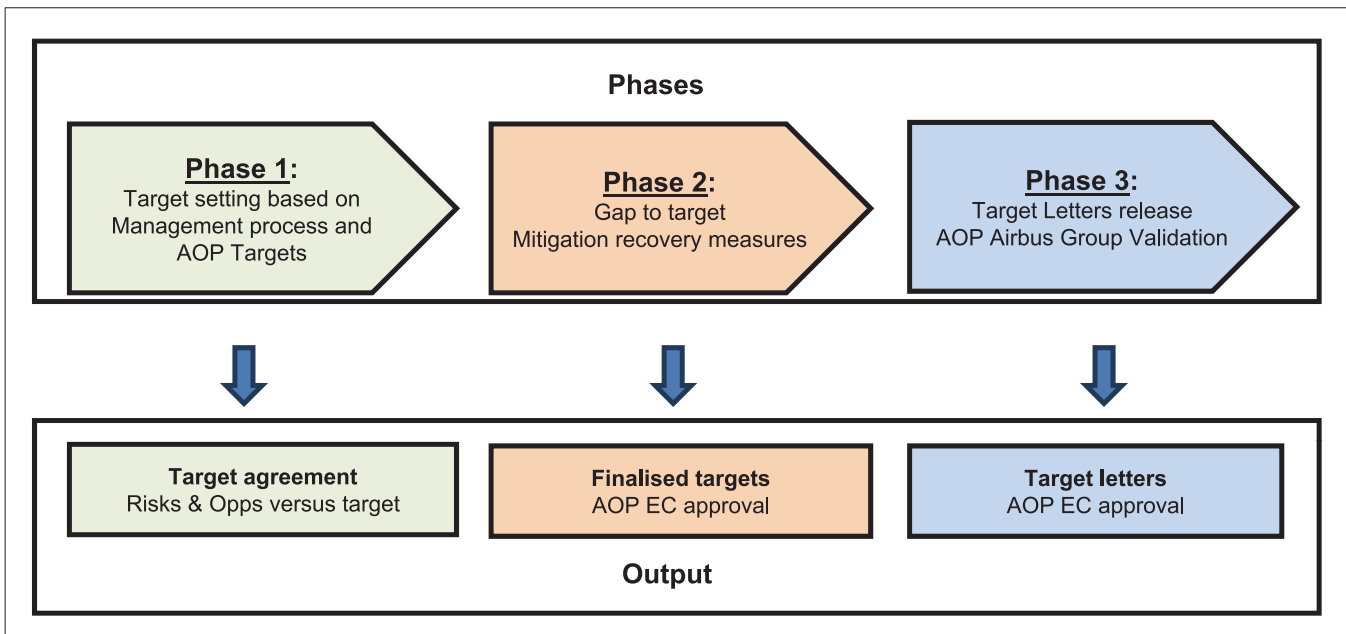 Phases
Phase 1:
Target setting based on
Management process and
AOP Targets
Phase 2:
Gap to target
Mitigation recovery measures
Phase 3:
Target Letters release
AOP Airbus Group Validation
Target agreement
Risks & Opps versus target
Finalised targets
AOP EC approval
Target letters
AOP EC approval
Output